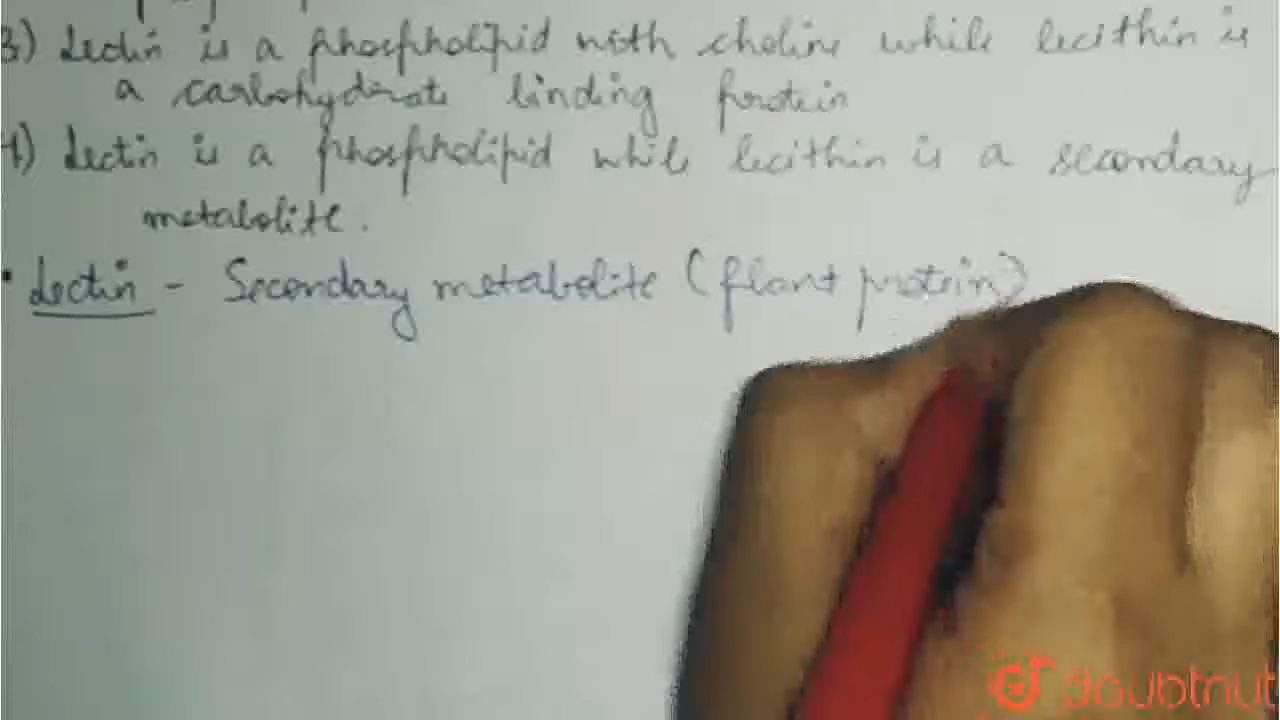 3) Lectin is a phospholipid with choline while lecithin is
a carbohydrate binding protein
4) Lectin is a phospholipid while lecithin is a secondary
metabolite.
• Lectin - Secondary metabolite (plant protein)
doubtnut